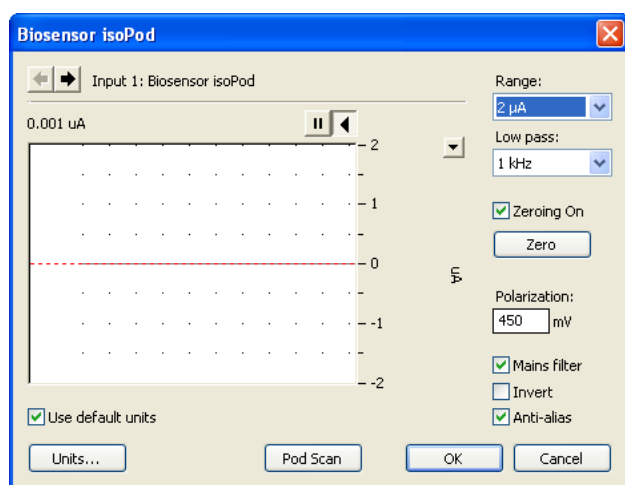 Biosensor isoPod
Input 1: Biosensor isoPod
0.001 uA
2
1
0
-1
-2
uA
Range:
2 µA
Low pass:
1 kHz
Zeroing On
Zero
Polarization:
450 mV
Mains filter
Invert
Anti-alias
Use default units
Units...
Pod Scan
OK
Cancel